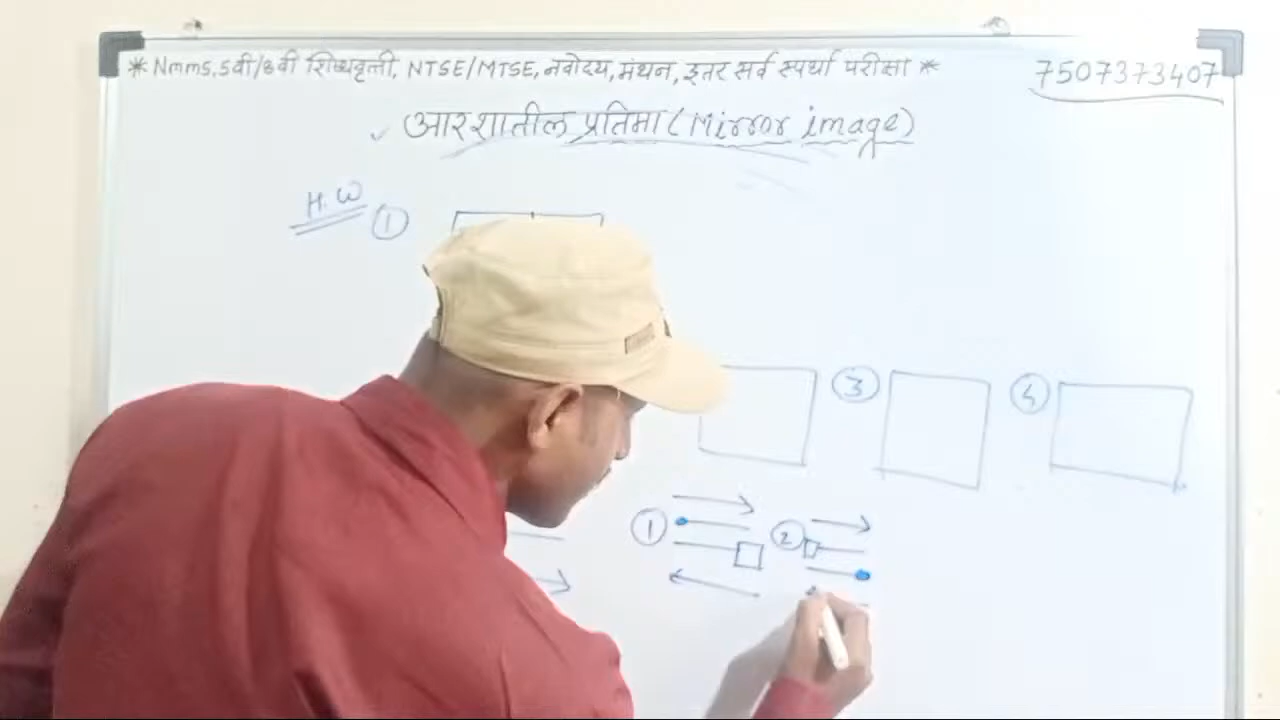 * Nmms, 5वी/8वी शिष्यवृत्ती, NTSE/MTSE, नवोदय, मंथन, इतर सर्व स्पर्धा परीक्षा *
7507373407
आरशातील प्रतिमा (Mirror image)
H.W ①
③ ④
① ②